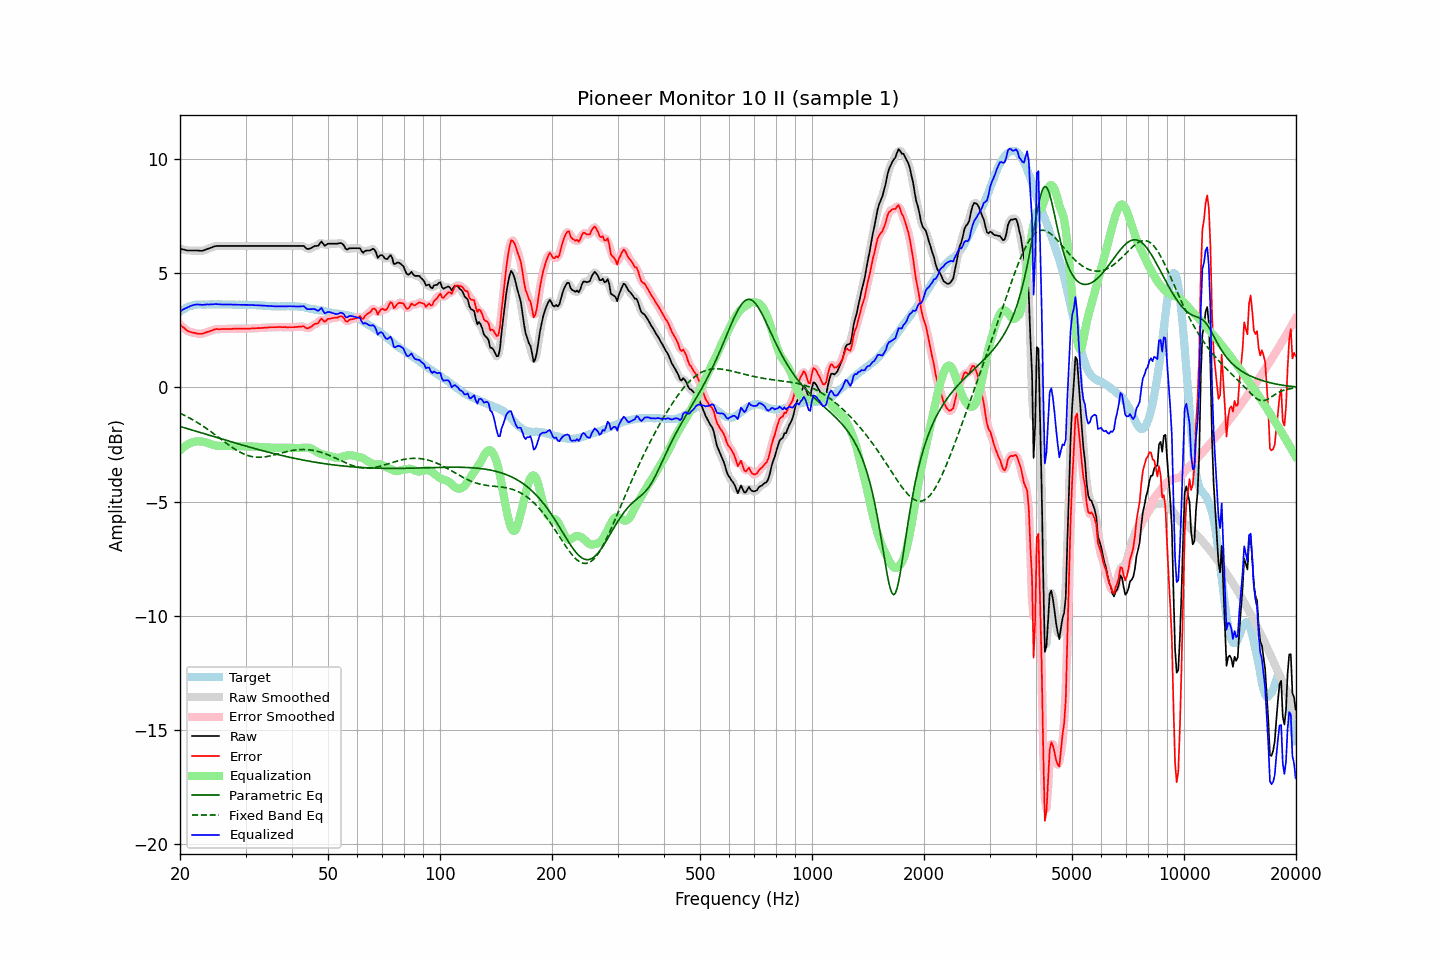 Pioneer Monitor 10 II (sample 1)
Amplitude (dBr)
10
5
0
−5
−10
−15
−20
Target
Raw Smoothed
Error Smoothed
Raw
Error
Equalization
Parametric Eq
Fixed Band Eq
Equalized
20
50
100
200
500
1000
2000
5000
10000
20000
Frequency (Hz)